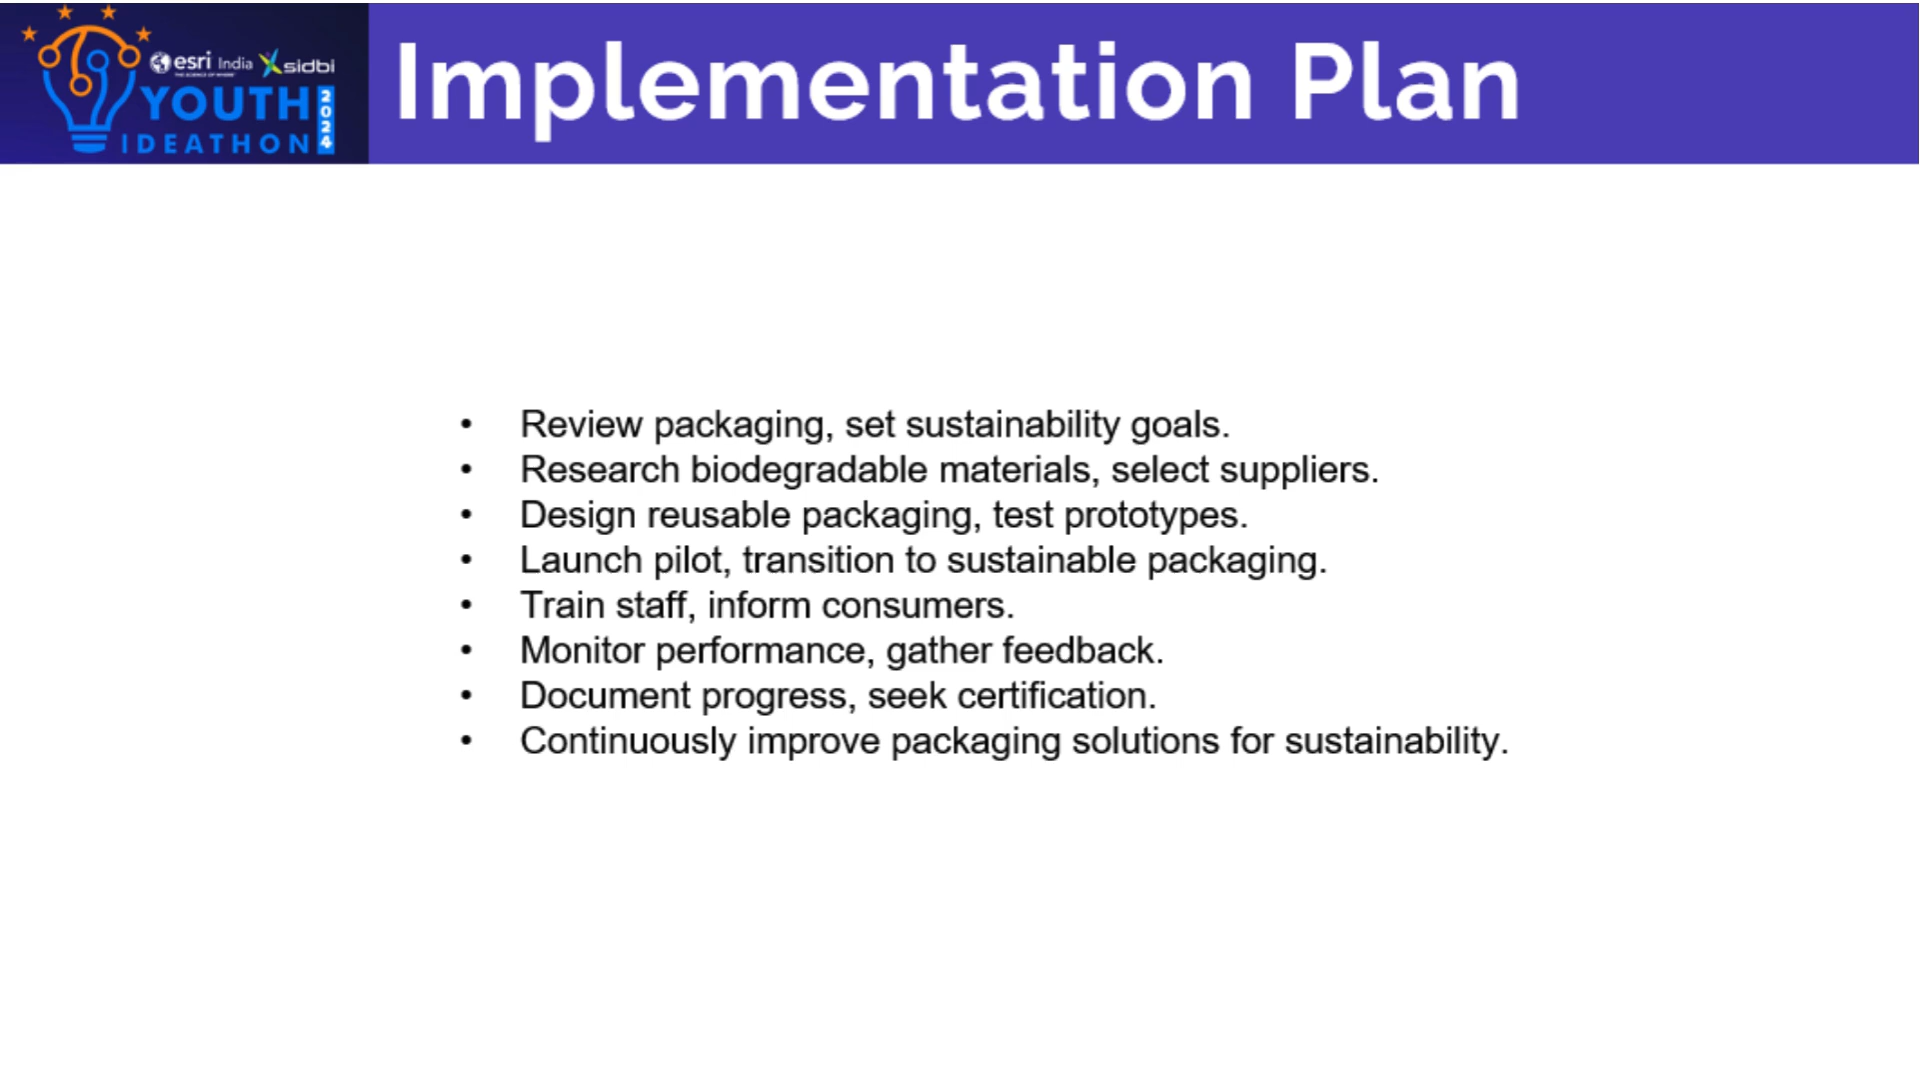 esri India sidbi
YOUTH 2024
IDEATHON
Implementation Plan
• Review packaging, set sustainability goals.
• Research biodegradable materials, select suppliers.
• Design reusable packaging, test prototypes.
• Launch pilot, transition to sustainable packaging.
• Train staff, inform consumers.
• Monitor performance, gather feedback.
• Document progress, seek certification.
• Continuously improve packaging solutions for sustainability.